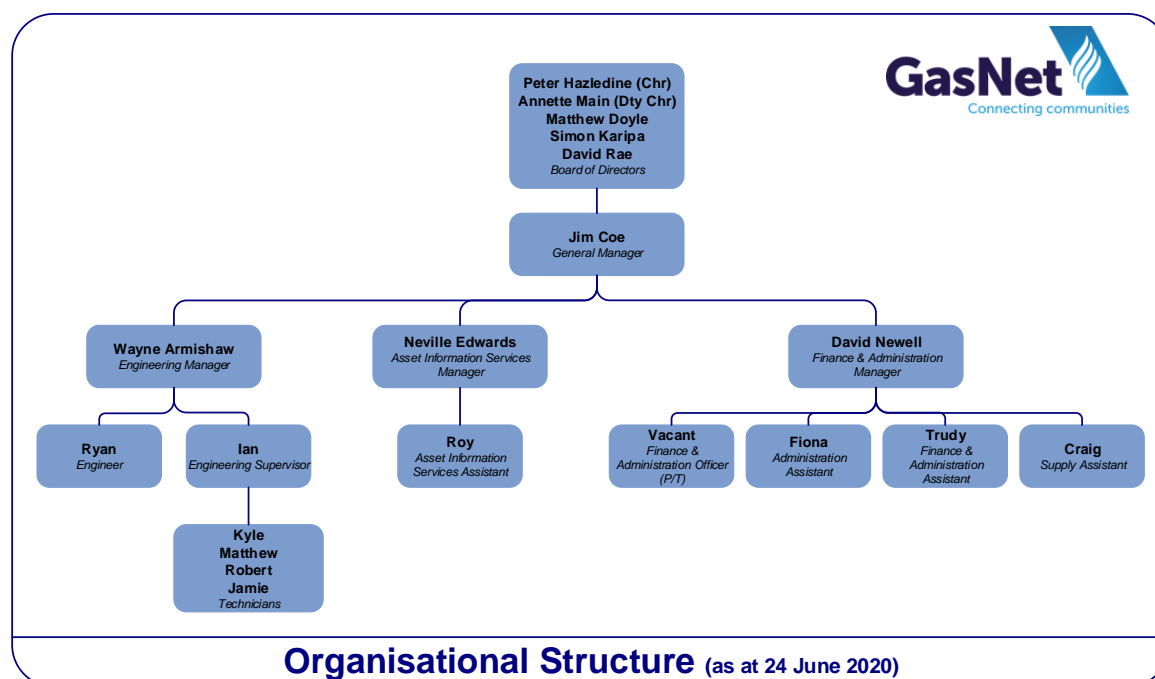 GasNet
Connecting communities
Peter Hazledine (Chr)
Annette Main (Dty Chr)
Matthew Doyle
Simon Karipa
David Rae
Board of Directors
Jim Coe
General Manager
Wayne Armishaw
Engineering Manager
Neville Edwards
Asset Information Services
Manager
David Newell
Finance & Administration
Manager
Ryan
Engineer
Ian
Engineering Supervisor
Roy
Asset Information
Services Assistant
Vacant
Finance &
Administration Officer
(P/T)
Fiona
Administration
Assistant
Trudy
Finance &
Administration
Assistant
Craig
Supply Assistant
Kyle
Matthew
Robert
Jamie
Technicians
Organisational Structure (as at 24 June 2020)